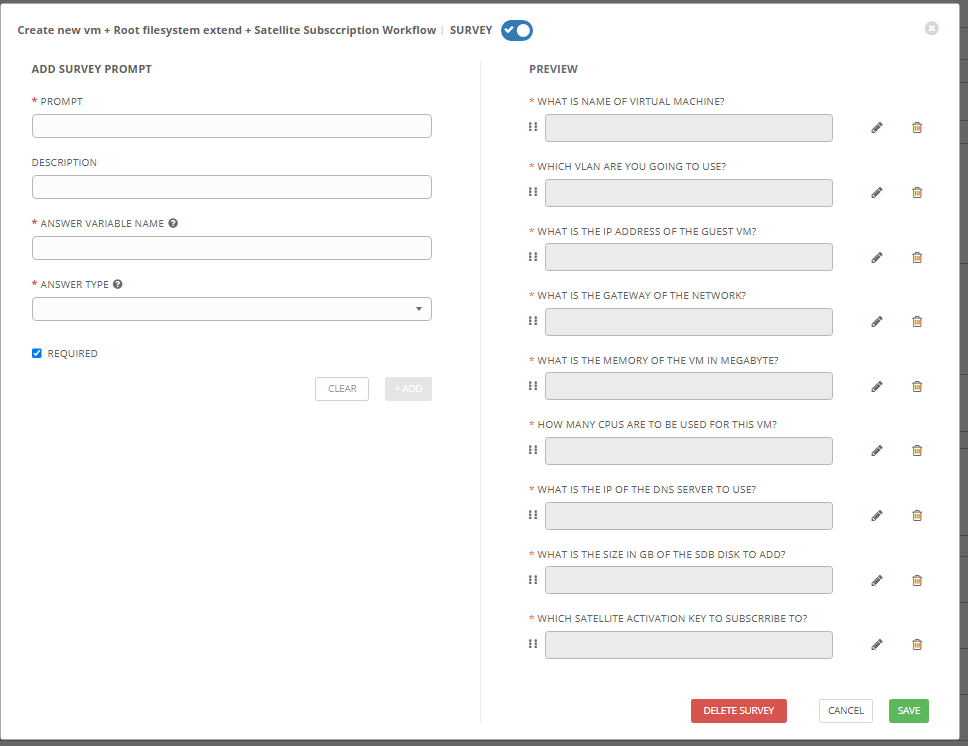 Create new vm + Root filesystem extend + Satellite Subsccription Workflow | SURVEY
ADD SURVEY PROMPT
* PROMPT
DESCRIPTION
* ANSWER VARIABLE NAME ?
* ANSWER TYPE ?
REQUIRED
CLEAR
+ ADD
PREVIEW
* WHAT IS NAME OF VIRTUAL MACHINE?
* WHICH VLAN ARE YOU GOING TO USE?
* WHAT IS THE IP ADDRESS OF THE GUEST VM?
* WHAT IS THE GATEWAY OF THE NETWORK?
* WHAT IS THE MEMORY OF THE VM IN MEGABYTE?
* HOW MANY CPUS ARE TO BE USED FOR THIS VM?
* WHAT IS THE IP OF THE DNS SERVER TO USE?
* WHAT IS THE SIZE IN GB OF THE SDB DISK TO ADD?
* WHICH SATELLITE ACTIVATION KEY TO SUBSCRRIBE TO?
DELETE SURVEY
CANCEL
SAVE